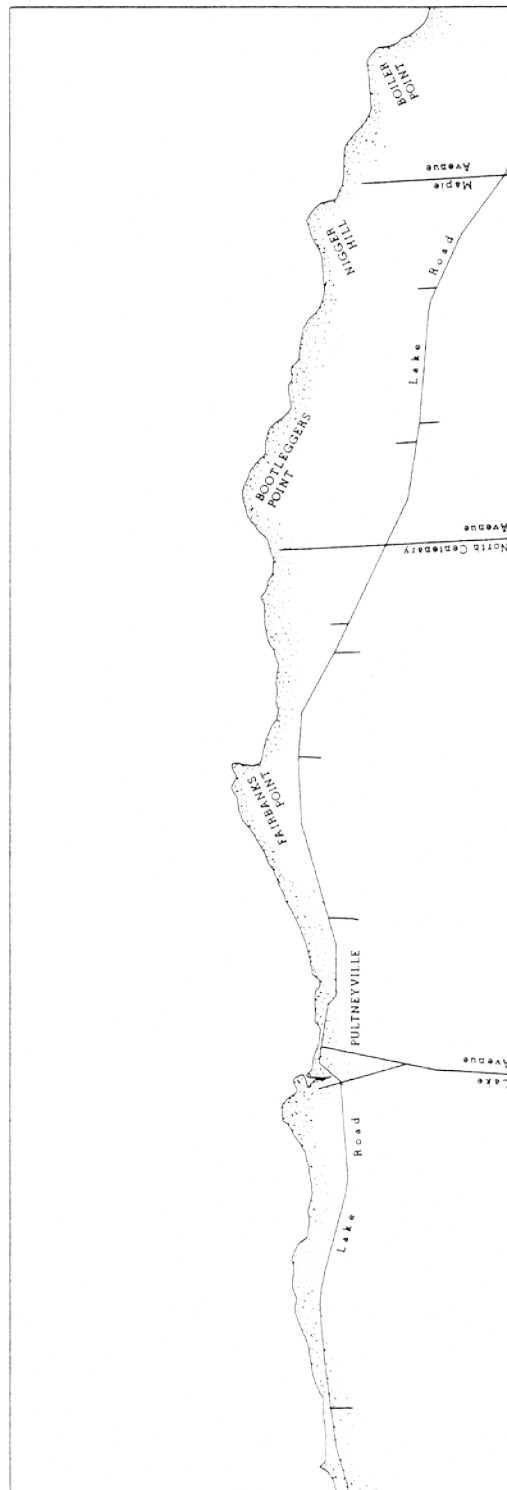 BOILER
POINT
Maple
Avenue
NIGGER
HILL
Lake Road
BOOTLEGGERS
POINT
North Centenary
Avenue
FAIRBANKS
POINT
PULTNEYVILLE
Lake
Avenue
Lake Road